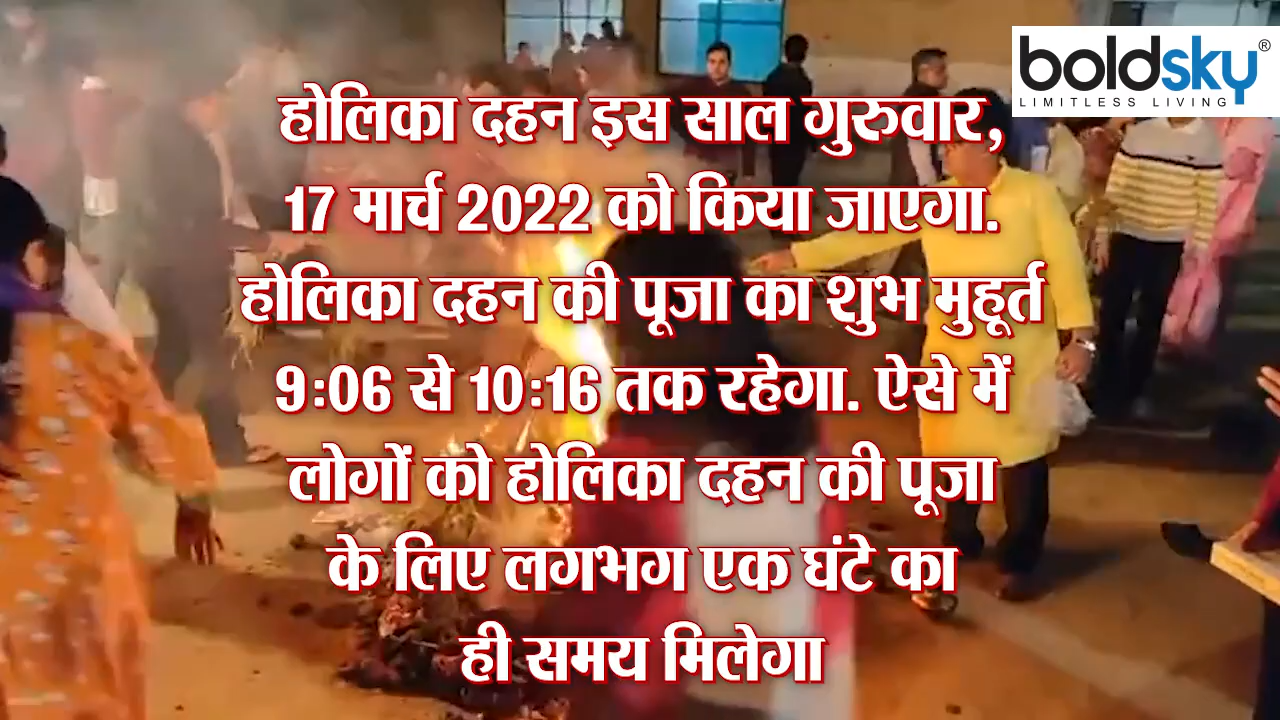 boldsky®
LIMITLESS LIVING
होलिका दहन इस साल गुरुवार,
17 मार्च 2022 को किया जाएगा.
होलिका दहन की पूजा का शुभ मुहूर्त
9:06 से 10:16 तक रहेगा. ऐसे में
लोगों को होलिका दहन की पूजा
के लिए लगभग एक घंटे का
ही समय मिलेगा